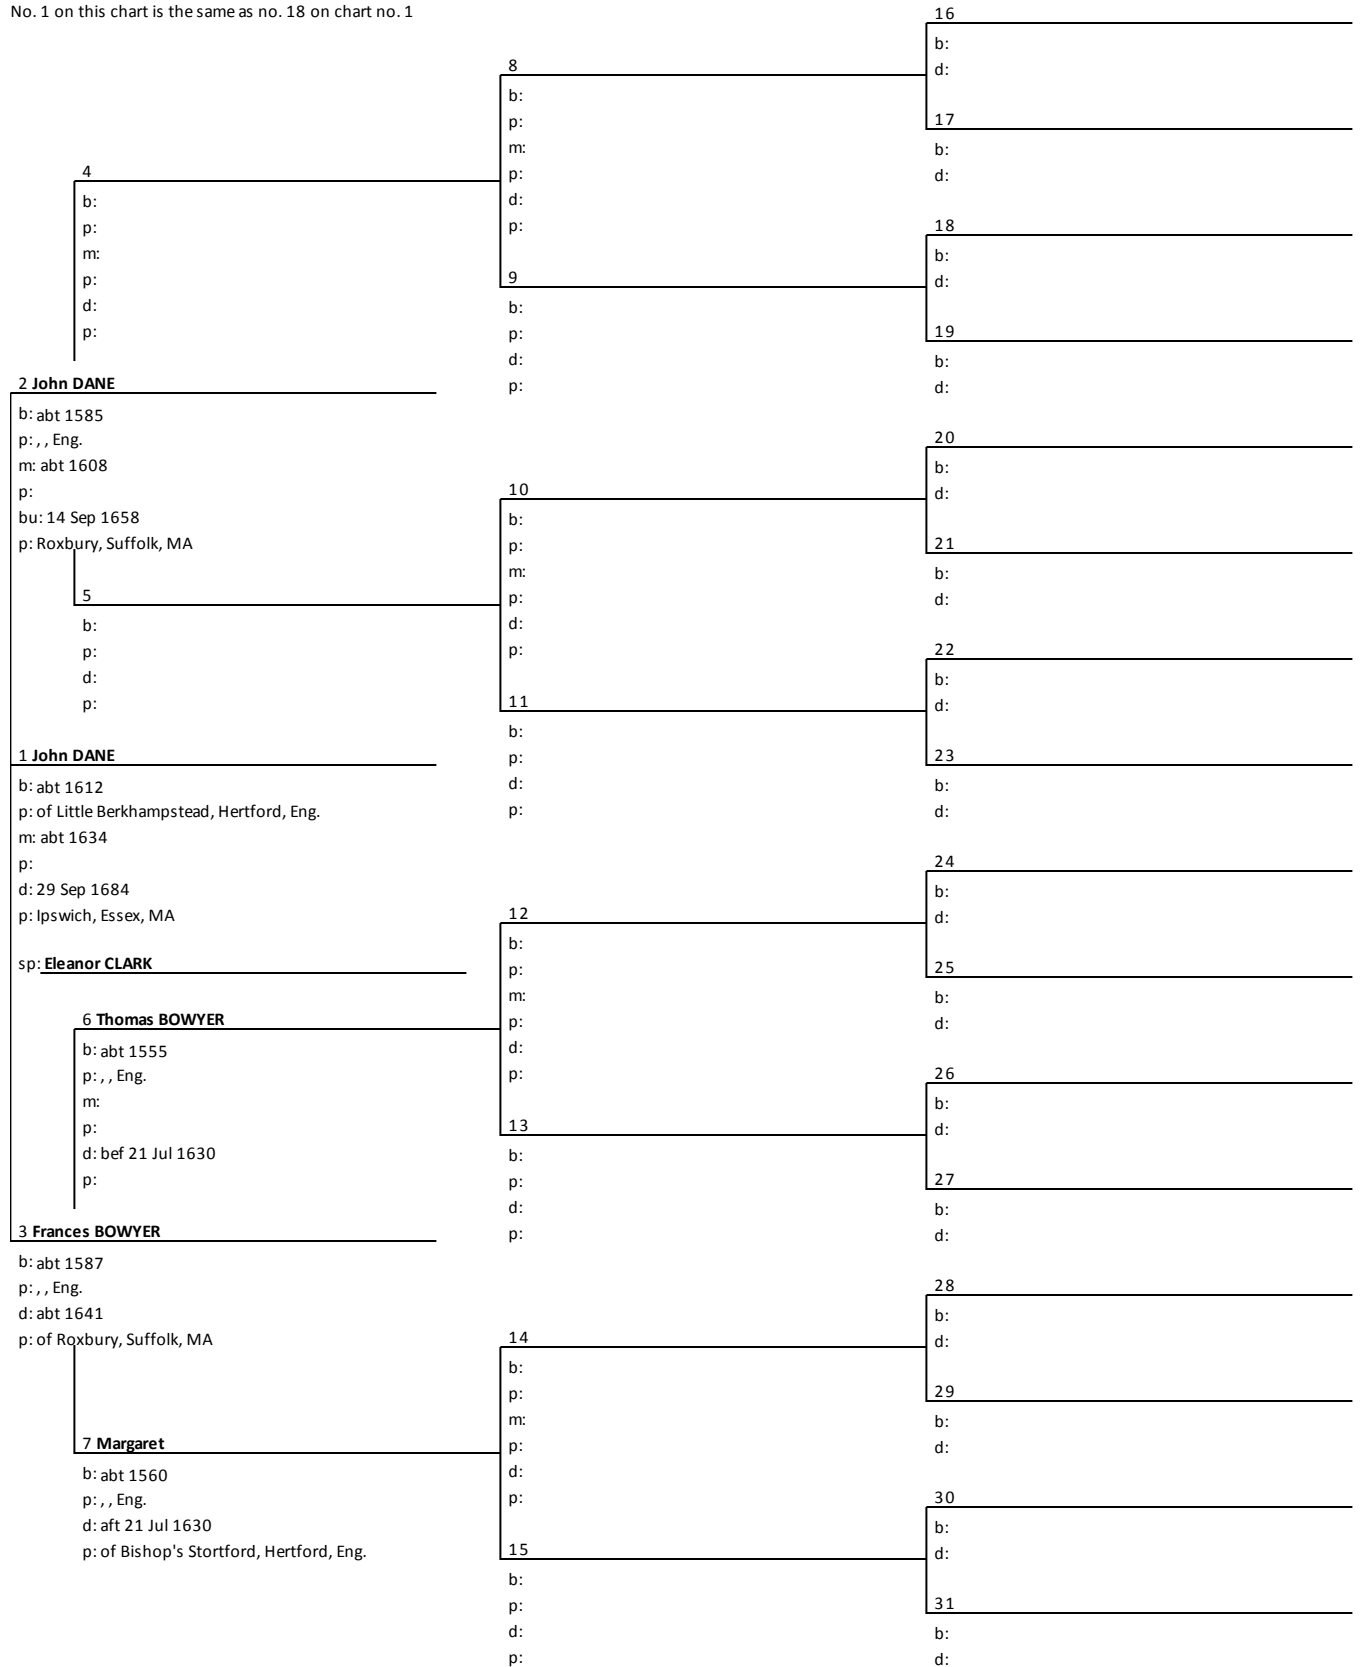 No. 1 on this chart is the same as no. 18 on chart no. 1
16
b:
d:
8
b:
p:
m:
p:
d:
p:
17
b:
d:
4
b:
p:
m:
p:
d:
p:
18
b:
d:
9
b:
p:
d:
p:
19
b:
d:
2 John DANE
b: abt 1585
p: , , Eng.
m: abt 1608
p:
bu: 14 Sep 1658
p: Roxbury, Suffolk, MA
20
b:
d:
10
b:
p:
m:
p:
d:
p:
21
b:
d:
5
b:
p:
d:
p:
22
b:
d:
11
b:
p:
d:
p:
23
b:
d:
1 John DANE
b: abt 1612
p: of Little Berkhampstead, Hertford, Eng.
m: abt 1634
p:
d: 29 Sep 1684
p: Ipswich, Essex, MA
sp: Eleanor CLARK
24
b:
d:
12
b:
p:
m:
p:
d:
p:
25
b:
d:
6 Thomas BOWYER
b: abt 1555
p: , , Eng.
m:
p:
d: bef 21 Jul 1630
p:
26
b:
d:
13
b:
p:
d:
p:
27
b:
d:
3 Frances BOWYER
b: abt 1587
p: , , Eng.
d: abt 1641
p: of Roxbury, Suffolk, MA
28
b:
d:
14
b:
p:
m:
p:
d:
p:
29
b:
d:
7 Margaret
b: abt 1560
p: , , Eng.
d: aft 21 Jul 1630
p: of Bishop's Stortford, Hertford, Eng.
30
b:
d:
15
b:
p:
d:
p:
31
b:
d: